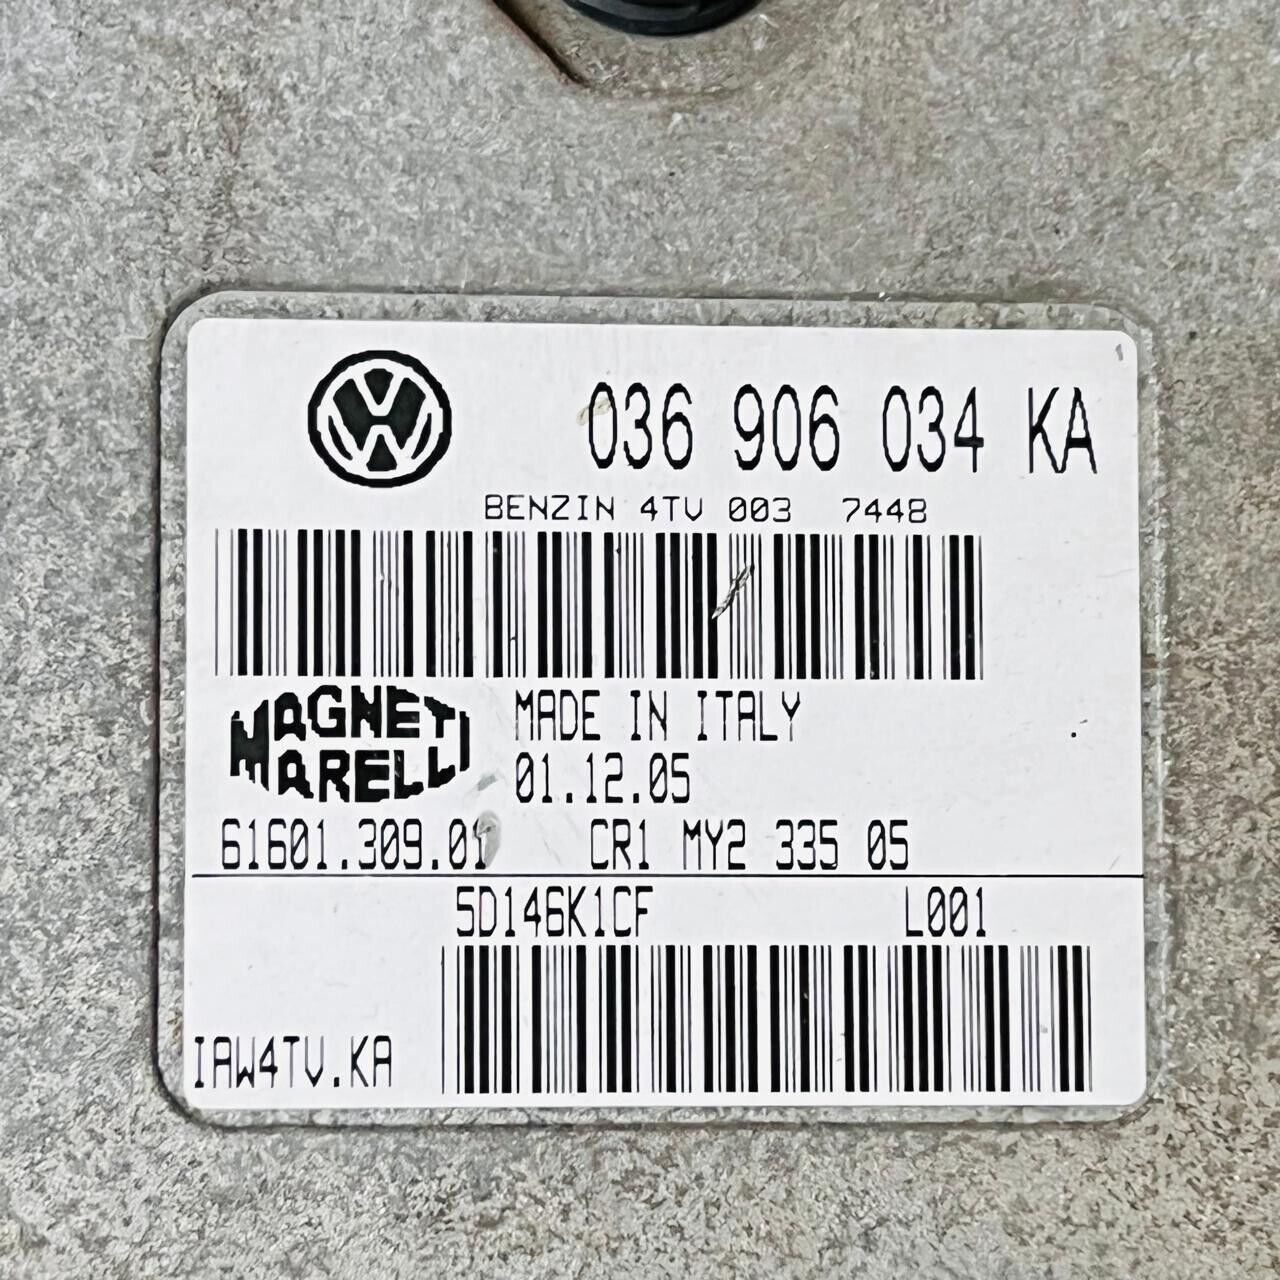 036 906 034 KA
BENZIN 4TV 003 7448
MAGNETI MARELLI
MADE IN ITALY
01.12.05
61601.309.01 CR1 MY2 335 05
5D146K1CF L001
IAW4TV.KA